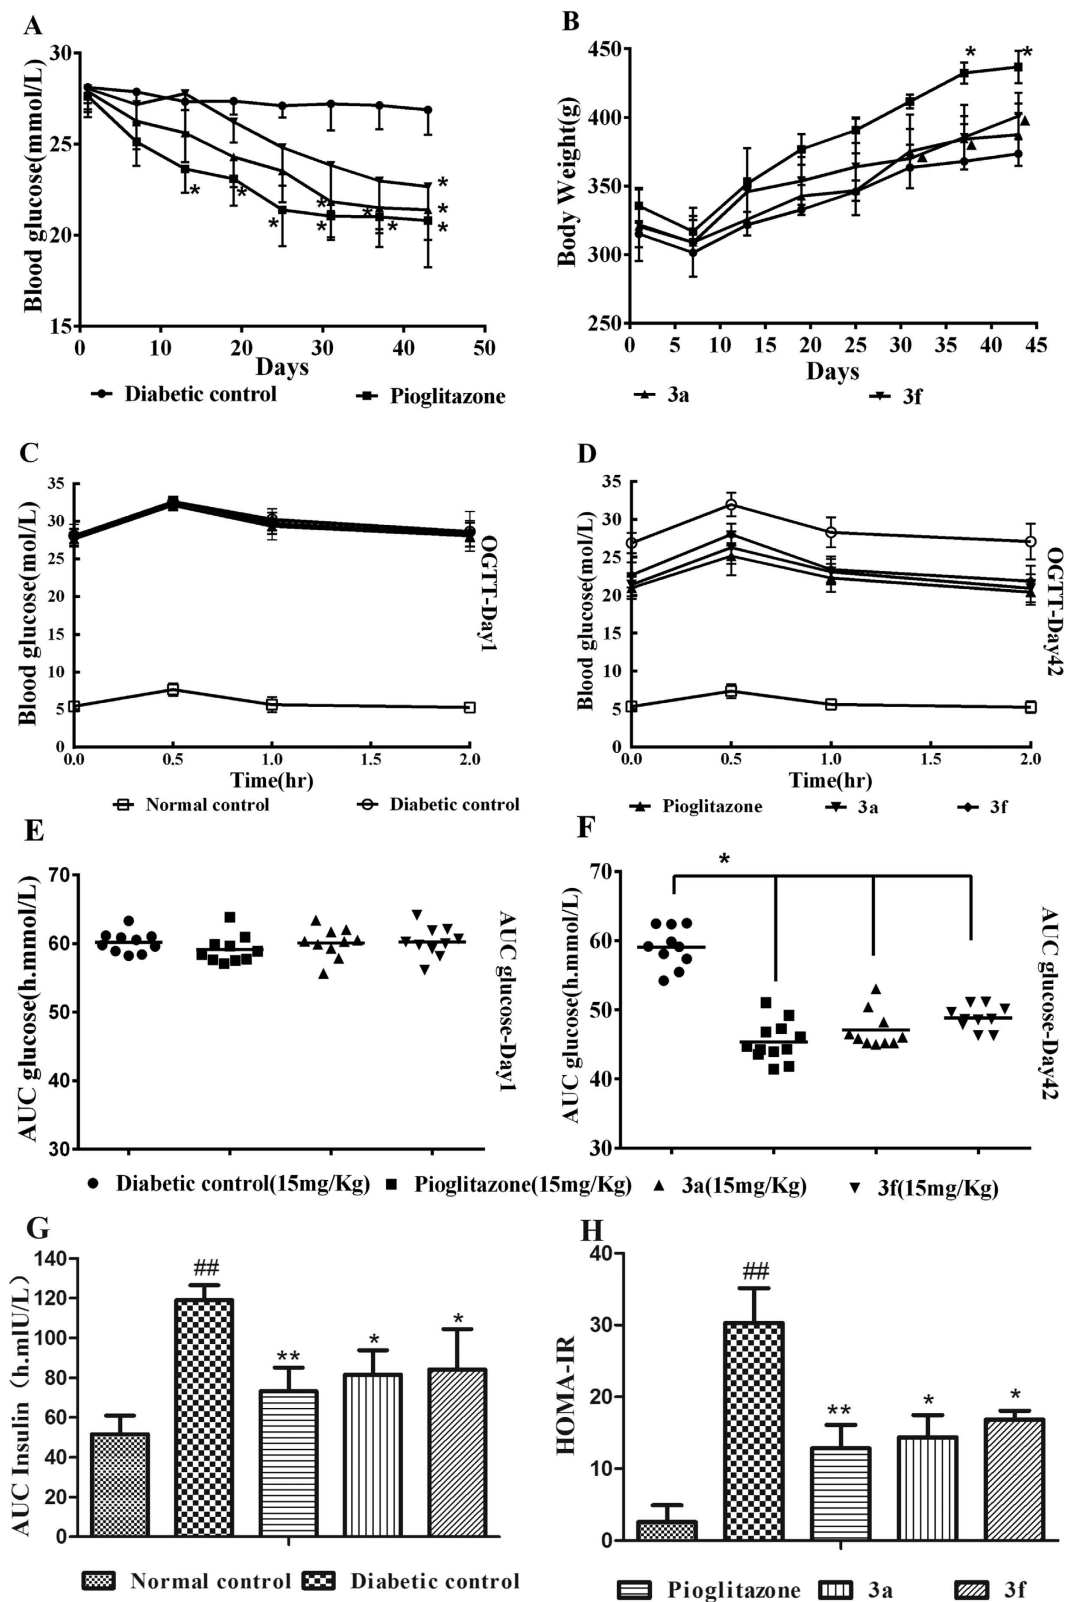 A
Blood glucose(mmol/L)
30
25
20
15
* * * * * * * * * *
0 10 20 30 40 50
Days
B
Body Weight(g)
450
400
350
300
250
* * * * *
0 5 7 13 19 25 31 37 44 45
Days
Diabetic control Pioglitazone 3a 3f
C
Blood glucose(mol/L)
35
30
25
20
15
10
5
0
0.0 0.5 1.0 1.5 2.0
Time(hr)
OGTT-Day1
D
Blood glucose(mol/L)
35
30
25
20
15
10
5
0
0.0 0.5 1.0 1.5 2.0
Time(hr)
OGTT-Day42
Normal control Diabetic control Pioglitazone 3a 3f
E
AUC glucose(h.mmol/L)
70
60
50
40
30
AUC glucose-Day1
F
AUC glucose(h.mmol/L)
70
60
50
40
30
*
AUC glucose-Day42
Diabetic control(15mg/Kg) Pioglitazone(15mg/Kg) 3a(15mg/Kg) 3f(15mg/Kg)
G
AUC Insulin (h.mIU/L)
140
120
100
80
60
40
20
0
## ** * *
H
HOMA-IR
40
30
20
10
0
## ** * *
Normal control Diabetic control Pioglitazone 3a 3f